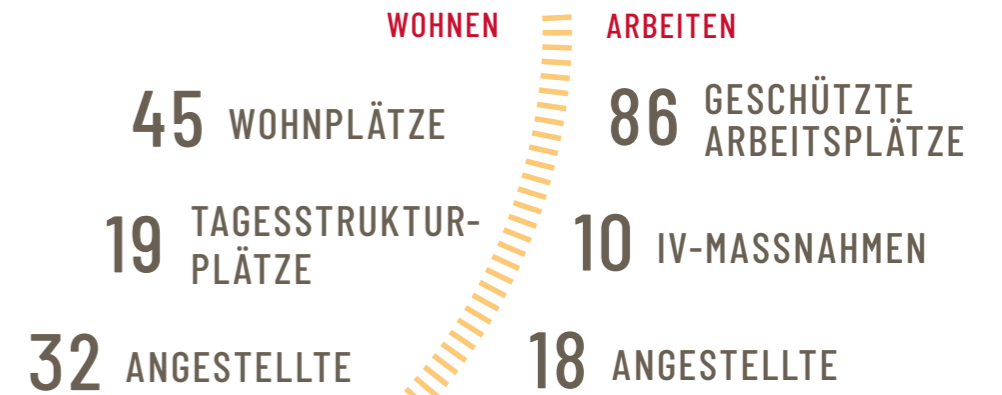 WOHNEN
45 WOHNPLÄTZE
19 TAGESSTRUKTUR-
PLÄTZE
32 ANGESTELLTE
ARBEITEN
86 GESCHÜTZTE
ARBEITSPLÄTZE
10 IV-MASSNAHMEN
18 ANGESTELLTE